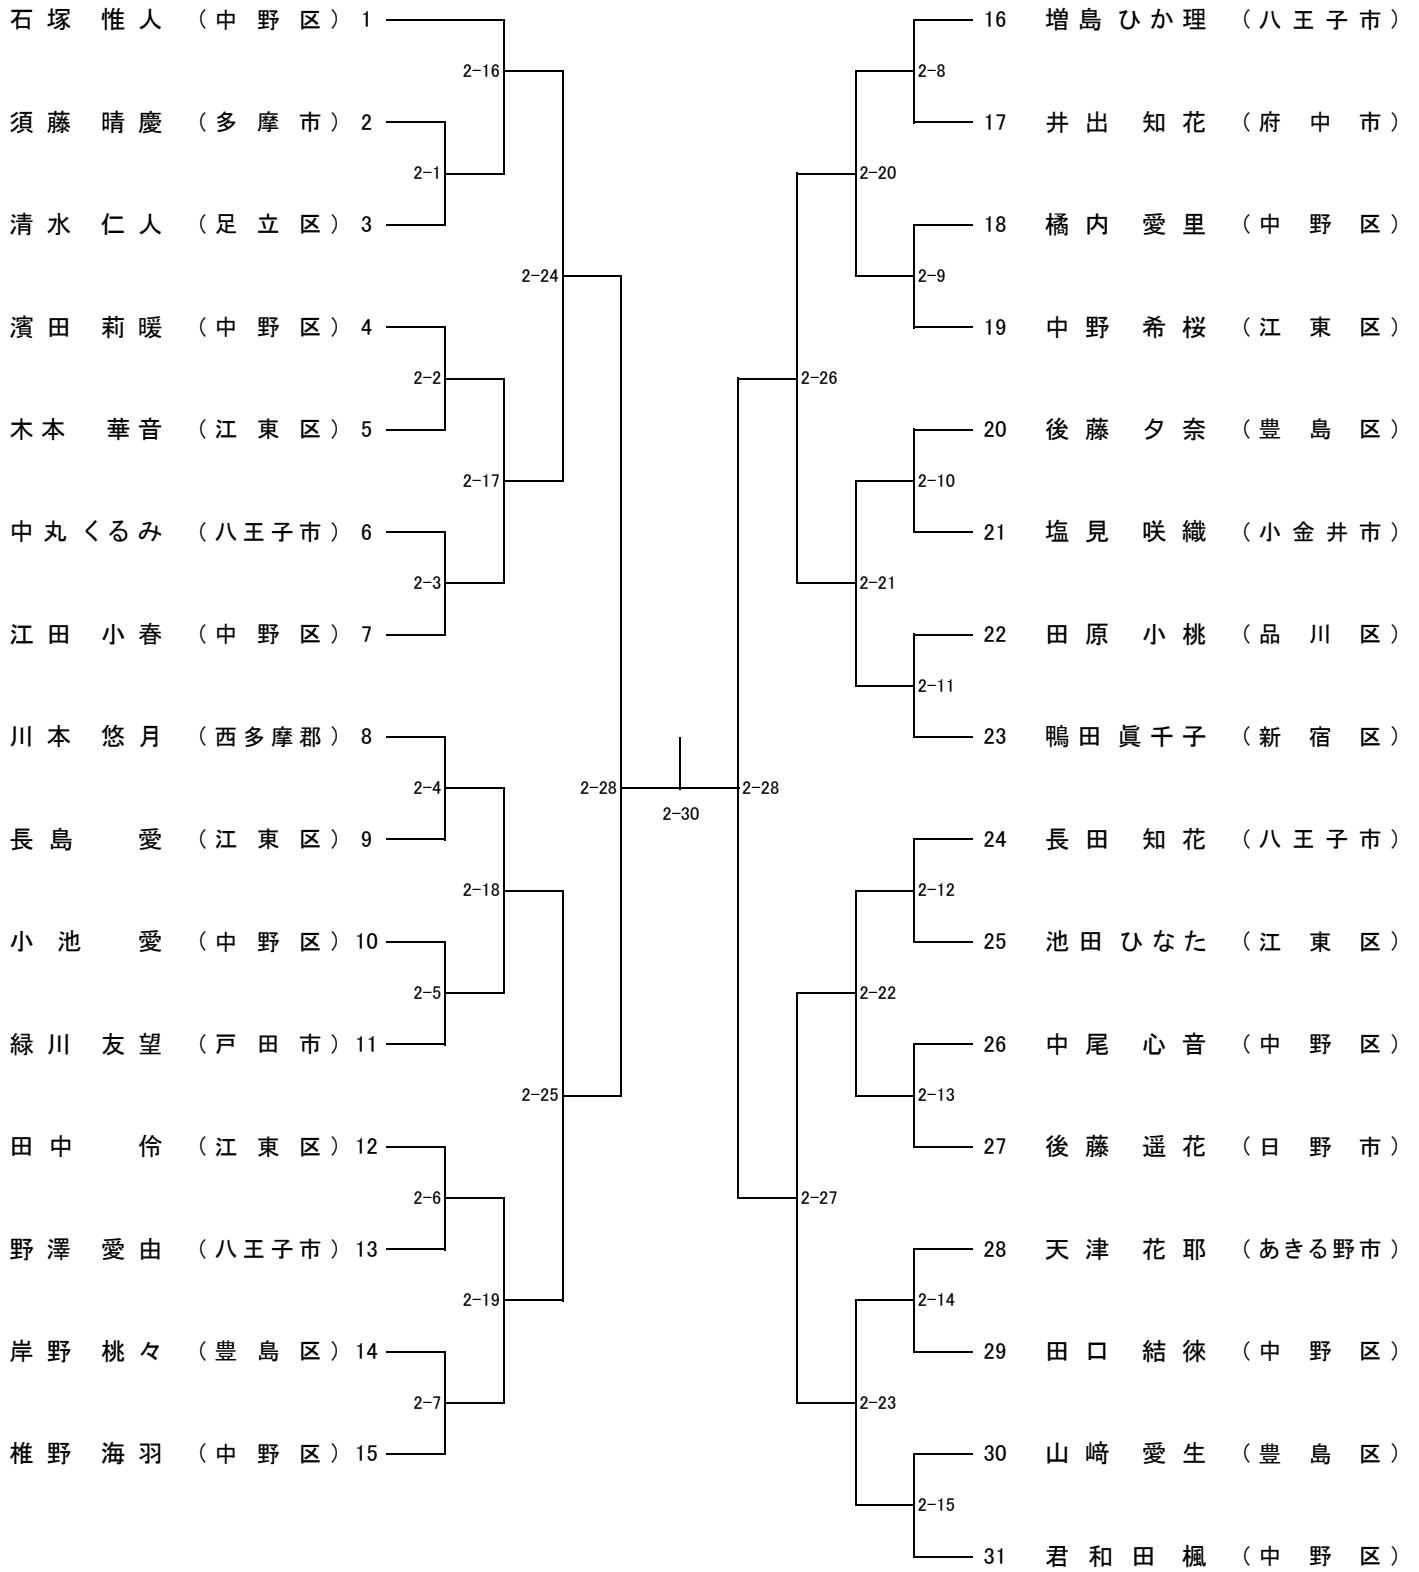 石塚 惟人 (中野区) 1
2-16
須藤 晴慶 (多摩市) 2
2-1
清水 仁人 (足立区) 3
2-24
濱田 莉暖 (中野区) 4
2-2
木本 華音 (江東区) 5
2-17
中丸 くるみ (八王子市) 6
2-3
江田 小春 (中野区) 7
川本 悠月 (西多摩郡) 8
2-4
2-28
長島 愛 (江東区) 9
2-18
小池 愛 (中野区) 10
2-5
緑川 友望 (戸田市) 11
2-25
田中 伶 (江東区) 12
2-6
野澤 愛由 (八王子市) 13
2-19
岸野 桃々 (豊島区) 14
2-7
椎野 海羽 (中野区) 15
2-30
16 増島 ひか理 (八王子市)
2-8
17 井出 知花 (府中市)
2-20
18 橘内 愛里 (中野区)
2-9
19 中野 希桜 (江東区)
2-26
20 後藤 夕奈 (豊島区)
2-10
21 塩見 咲織 (小金井市)
2-21
22 田原 小桃 (品川区)
2-11
23 鴨田 眞千子 (新宿区)
2-28
24 長田 知花 (八王子市)
2-12
25 池田 ひなた (江東区)
2-22
26 中尾 心音 (中野区)
2-13
27 後藤 遥花 (日野市)
2-27
28 天津 花耶 (あきる野市)
2-14
29 田口 結徠 (中野区)
2-23
30 山﨑 愛生 (豊島区)
2-15
31 君和田 楓 (中野区)